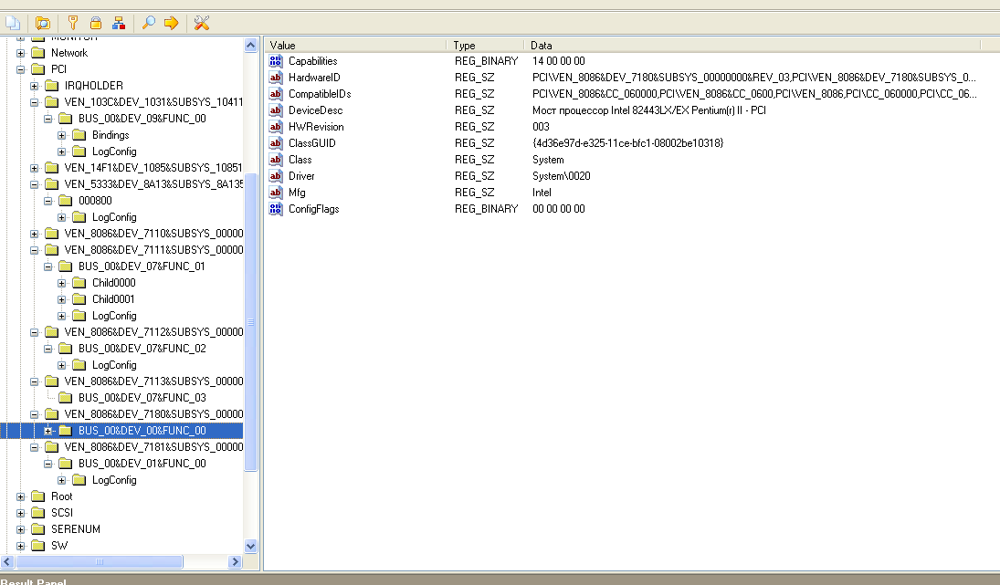 MONITOR
Network
PCI
IRQHOLDER
VEN_103C&DEV_1031&SUBSYS_10411
BUS_00&DEV_09&FUNC_00
Bindings
LogConfig
VEN_14F1&DEV_1085&SUBSYS_10851
VEN_5333&DEV_8A13&SUBSYS_8A135
000800
LogConfig
VEN_8086&DEV_7110&SUBSYS_00000
VEN_8086&DEV_7111&SUBSYS_00000
BUS_00&DEV_07&FUNC_01
Child0000
Child0001
LogConfig
VEN_8086&DEV_7112&SUBSYS_00000
BUS_00&DEV_07&FUNC_02
LogConfig
VEN_8086&DEV_7113&SUBSYS_00000
BUS_00&DEV_07&FUNC_03
VEN_8086&DEV_7180&SUBSYS_00000
BUS_00&DEV_00&FUNC_00
VEN_8086&DEV_7181&SUBSYS_00000
BUS_00&DEV_01&FUNC_00
LogConfig
Root
SCSI
SERENUM
SW
Value Type Data
Capabilities REG_BINARY 14 00 00 00
HardwareID REG_SZ PCI\VEN_8086&DEV_7180&SUBSYS_00000000&REV_03,PCI\VEN_8086&DEV_7180&SUBSYS_0...
CompatibleIDs REG_SZ PCI\VEN_8086&CC_060000,PCI\VEN_8086&CC_0600,PCI\VEN_8086,PCI\CC_060000,PCI\CC_06...
DeviceDesc REG_SZ Мост процессор Intel 82443LX/EX Pentium(r) II - PCI
HWRevision REG_SZ 003
ClassGUID REG_SZ {4d36e97d-e325-11ce-bfc1-08002be10318}
Class REG_SZ System
Driver REG_SZ System\0020
Mfg REG_SZ Intel
ConfigFlags REG_BINARY 00 00 00 00
Result Panel